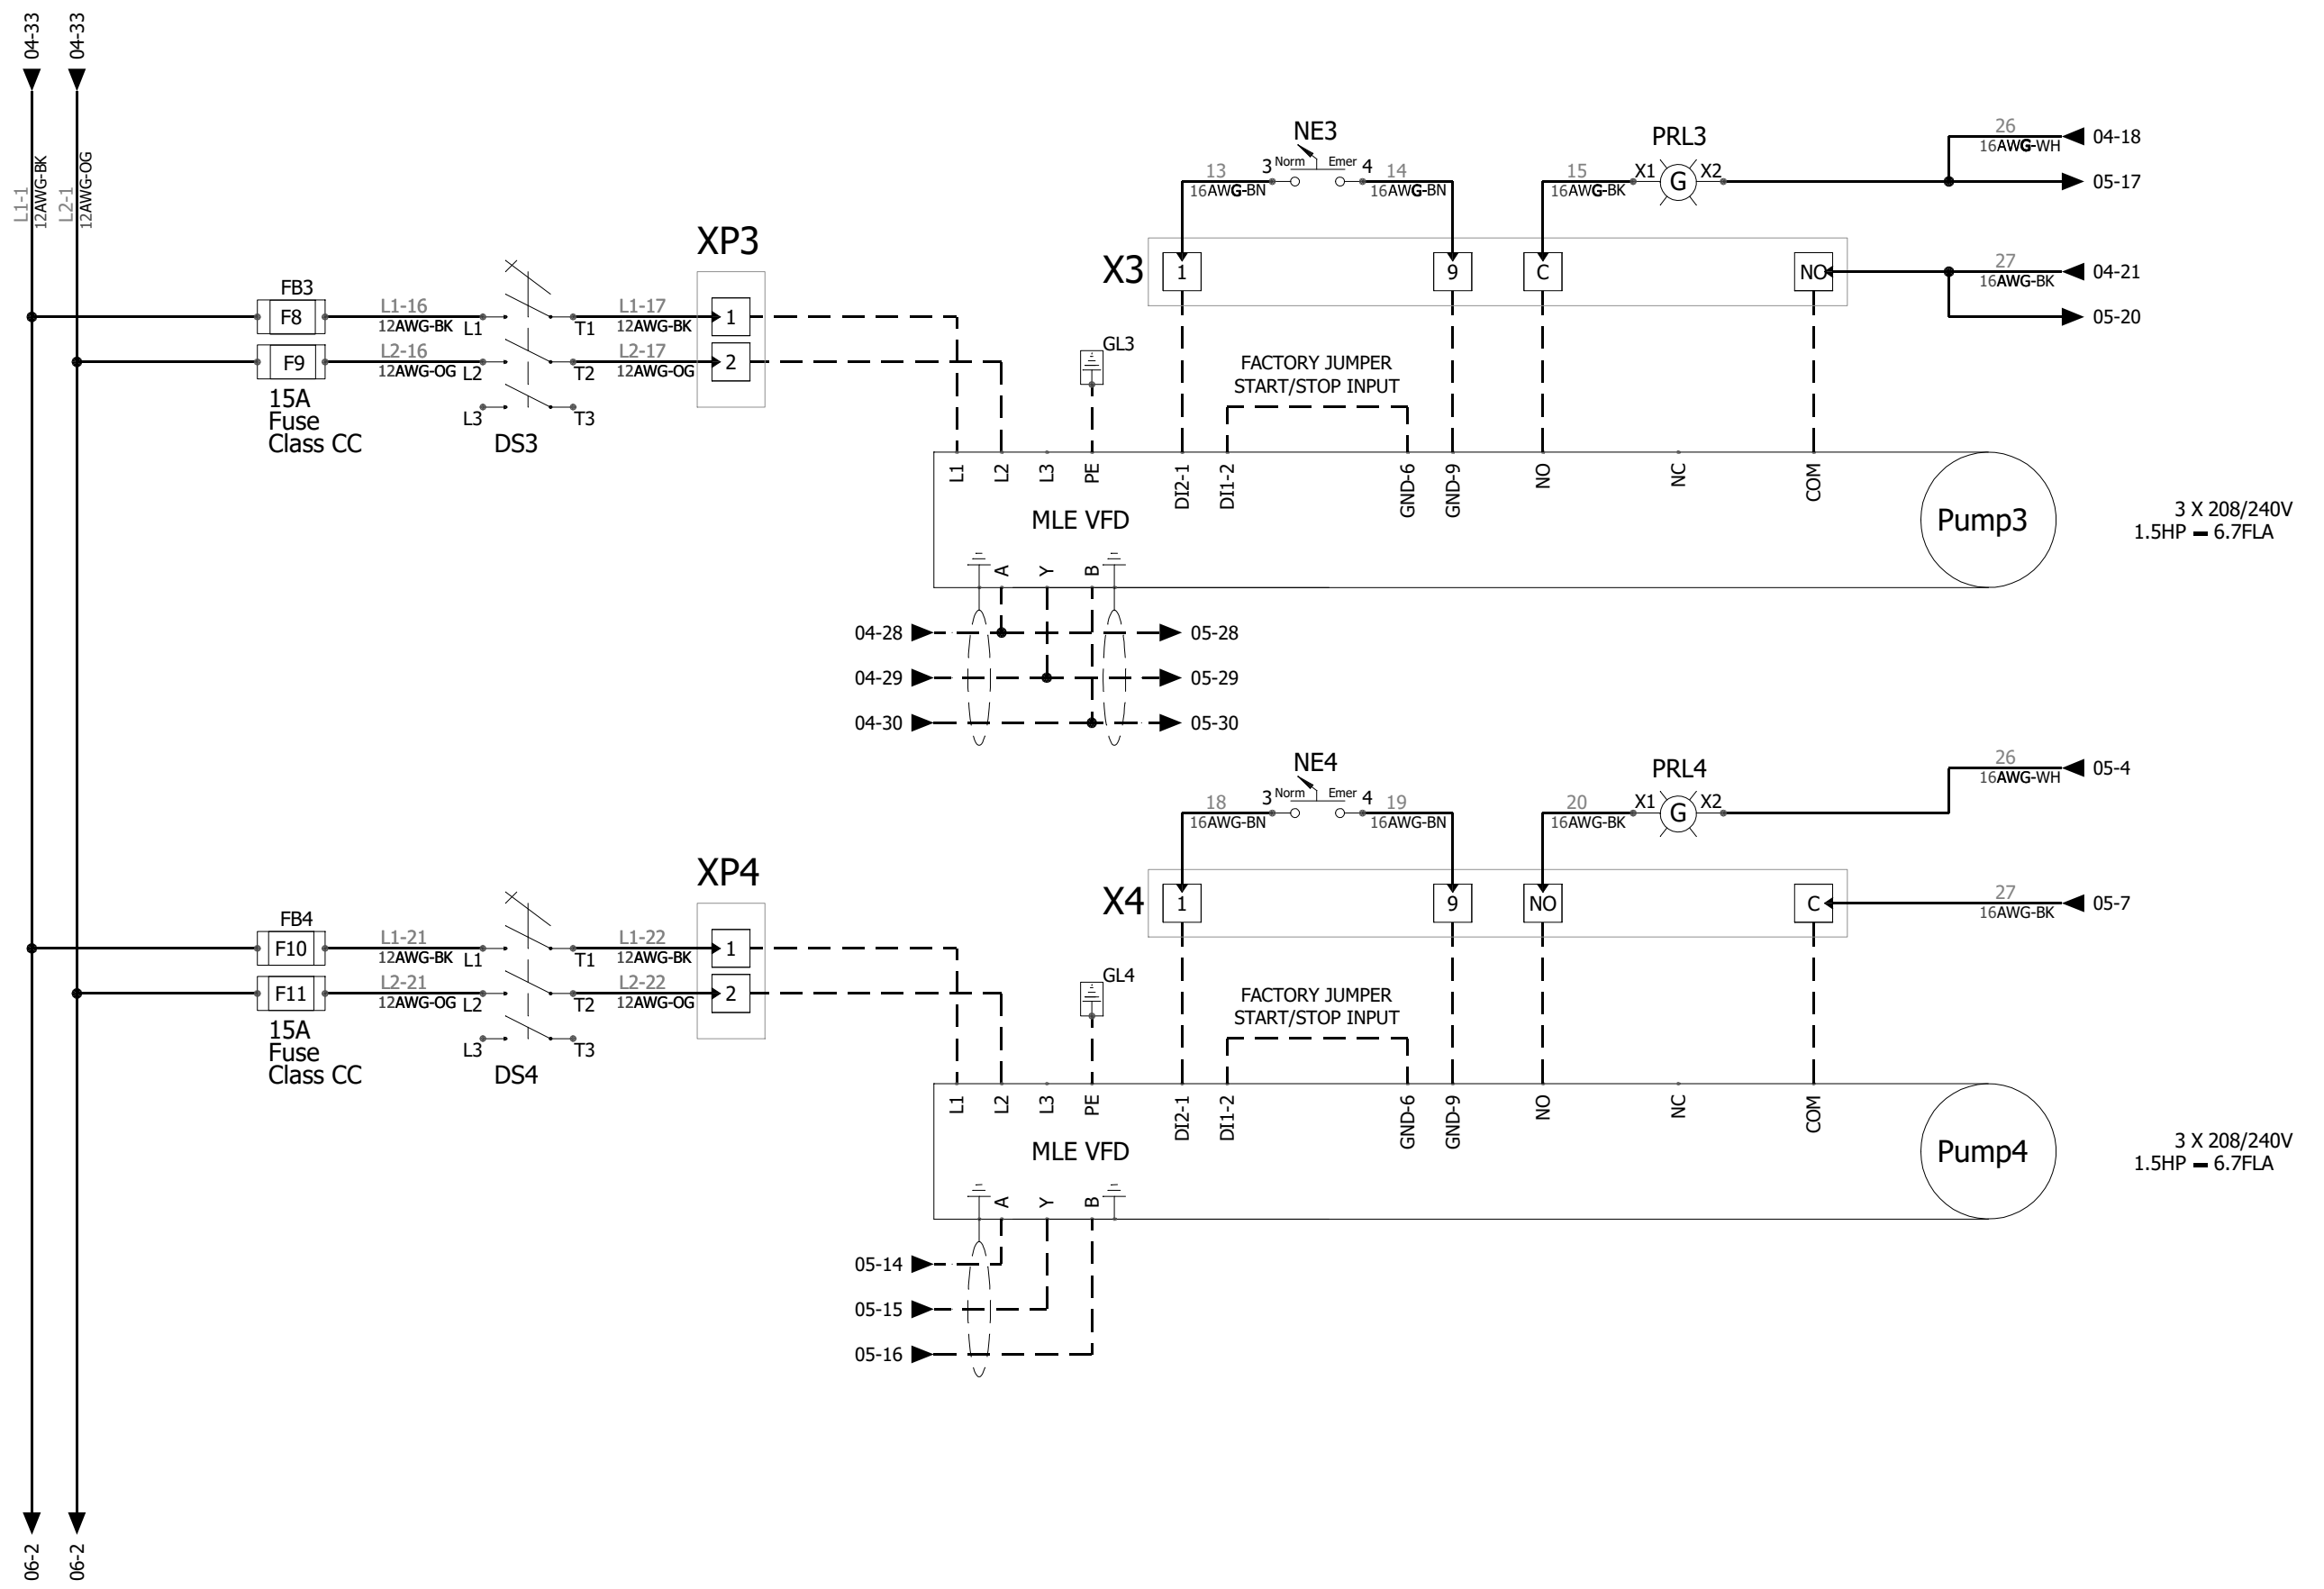 04-33
04-33
L1-1
12AWG-BK
L2-1
12AWG-OG
FB3
F8
F9
15A
Fuse
Class CC
L1-16
12AWG-BK
L2-16
12AWG-OG
L1
L2
L3
T1
T2
T3
DS3
L1-17
12AWG-BK
L2-17
12AWG-OG
XP3
1
2
NE3
13
16AWG-BN
3
Norm
Emer
4
14
16AWG-BN
15
16AWG-BK
PRL3
X1
G
X2
26
16AWG-WH
04-18
05-17
X3
1
9
C
NO
27
16AWG-BK
04-21
05-20
GL3
FACTORY JUMPER
START/STOP INPUT
L1
L2
L3
PE
DI2-1
DI1-2
GND-6
GND-9
NO
NC
COM
MLE VFD
Pump3
3 X 208/240V
1.5HP - 6.7FLA
A
Y
B
04-28
05-28
04-29
05-29
04-30
05-30
NE4
18
16AWG-BN
3
Norm
Emer
4
19
16AWG-BN
20
16AWG-BK
PRL4
X1
G
X2
26
16AWG-WH
05-4
XP4
X4
1
9
NO
C
27
16AWG-BK
05-7
FB4
F10
F11
15A
Fuse
Class CC
L1-21
12AWG-BK
L2-21
12AWG-OG
L1
L2
L3
T1
T2
T3
DS4
L1-22
12AWG-BK
L2-22
12AWG-OG
1
2
GL4
FACTORY JUMPER
START/STOP INPUT
L1
L2
L3
PE
DI2-1
DI1-2
GND-6
GND-9
NO
NC
COM
MLE VFD
Pump4
3 X 208/240V
1.5HP - 6.7FLA
A
Y
B
05-14
05-15
05-16
06-2
06-2